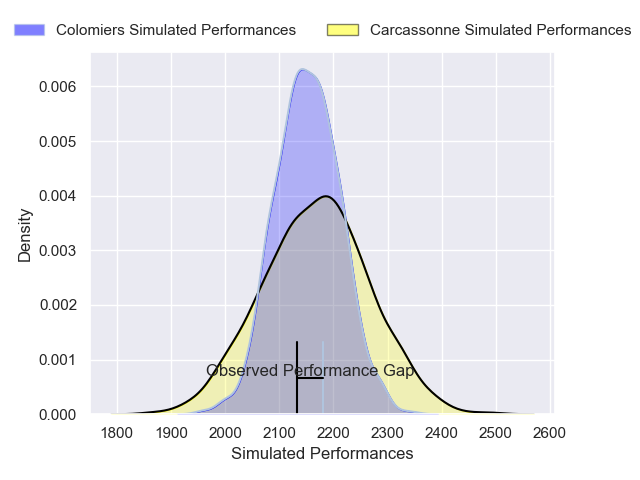 Colomiers Simulated Performances
Carcassonne Simulated Performances
Density
0.006
0.005
0.004
0.003
0.002
0.001
0.000
Observed Performance Gap
1800 1900 2000 2100 2200 2300 2400 2500 2600
Simulated Performances